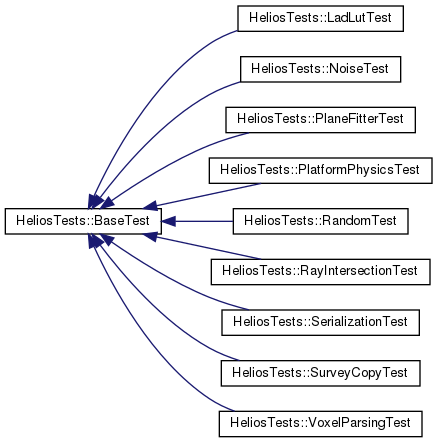 HeliosTests::LadLutTest
HeliosTests::NoiseTest
HeliosTests::PlaneFitterTest
HeliosTests::PlatformPhysicsTest
HeliosTests::BaseTest
HeliosTests::RandomTest
HeliosTests::RayIntersectionTest
HeliosTests::SerializationTest
HeliosTests::SurveyCopyTest
HeliosTests::VoxelParsingTest